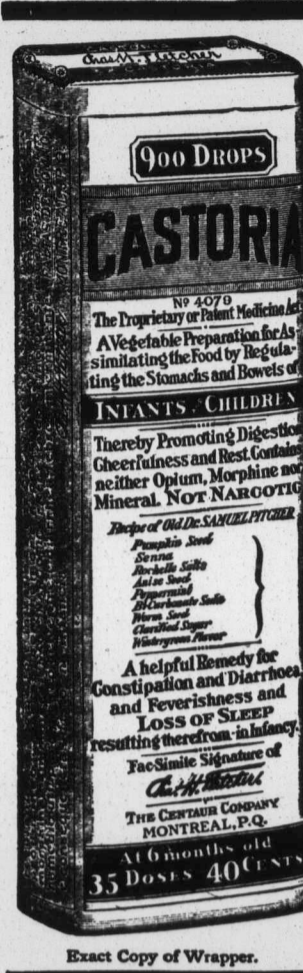 Chas. H. Fletcher
900 DROPS
CASTORIA
No 4079
The Proprietary or Patent Medicine Act
A Vegetable Preparation for As-
similating the Food by Regula-
ting the Stomachs and Bowels of
INFANTS CHILDREN
Thereby Promoting Digestion
Cheerfulness and Rest. Contains
neither Opium, Morphine nor
Mineral. NOT NARCOTIC
Recipe of Old Dr. SAMUEL PITCHER
Pumpkin Seed
Senna
Rochelle Salts
Anise Seed
Peppermint
Bi Carbonate Soda
Worm Seed
Clarified Sugar
Wintergreen Flavor
A helpful Remedy for
Constipation and Diarrhoea
and Feverishness and
LOSS OF SLEEP
resulting therefrom in Infancy.
Fac Simile Signature of
Chas. H. Fletcher
THE CENTAUR COMPANY
MONTREAL, P.Q.
At 6 months old
35 DOSES 40 CENTS
Exact Copy of Wrapper.